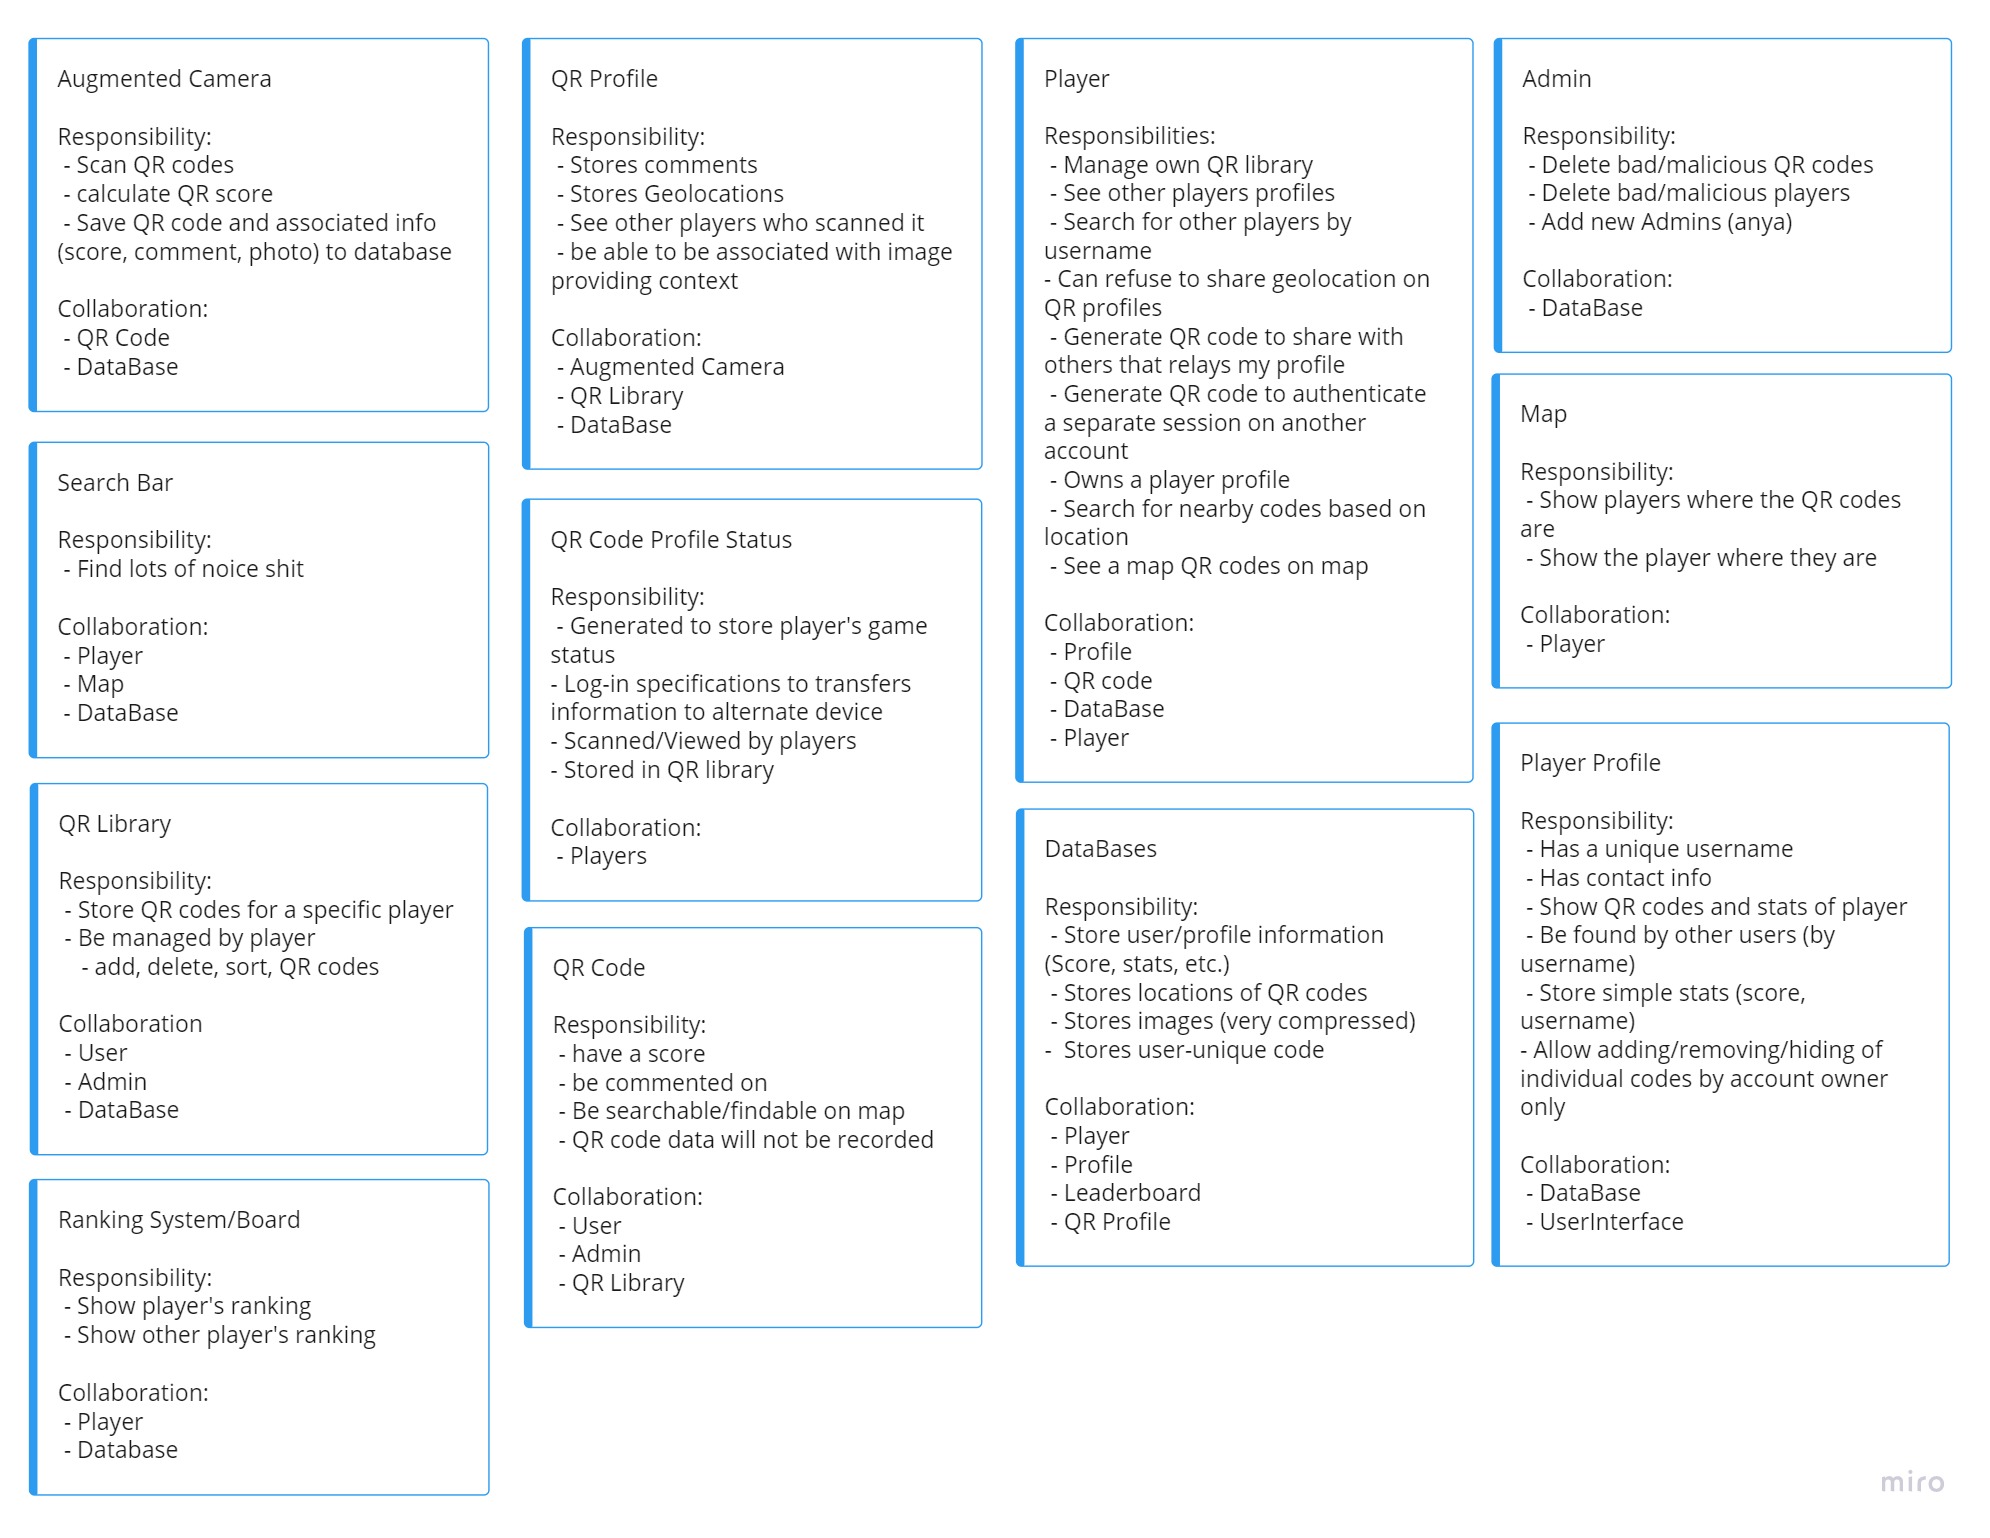 Augmented Camera
Responsibility:
- Scan QR codes
- calculate QR score
- Save QR code and associated info
(score, comment, photo) to database
Collaboration:
- QR Code
- DataBase
Search Bar
Responsibility:
- Find lots of noice shit
Collaboration:
- Player
- Map
- DataBase
QR Library
Responsibility:
- Store QR codes for a specific player
- Be managed by player
- add, delete, sort, QR codes
Collaboration
- User
- Admin
- DataBase
Ranking System/Board
Responsibility:
- Show player's ranking
- Show other player's ranking
Collaboration:
- Player
- Database
QR Profile
Responsibility:
- Stores comments
- Stores Geolocations
- See other players who scanned it
- be able to be associated with image
providing context
Collaboration:
- Augmented Camera
- QR Library
- DataBase
QR Code Profile Status
Responsibility:
- Generated to store player's game
status
- Log-in specifications to transfers
information to alternate device
- Scanned/Viewed by players
- Stored in QR library
Collaboration:
- Players
QR Code
Responsibility:
- have a score
- be commented on
- Be searchable/findable on map
- QR code data will not be recorded
Collaboration:
- User
- Admin
- QR Library
Player
Responsibilities:
- Manage own QR library
- See other players profiles
- Search for other players by
username
- Can refuse to share geolocation on
QR profiles
- Generate QR code to share with
others that relays my profile
- Generate QR code to authenticate
a separate session on another
account
- Owns a player profile
- Search for nearby codes based on
location
- See a map QR codes on map
Collaboration:
- Profile
- QR code
- DataBase
- Player
DataBases
Responsibility:
- Store user/profile information
(Score, stats, etc.)
- Stores locations of QR codes
- Stores images (very compressed)
- Stores user-unique code
Collaboration:
- Player
- Profile
- Leaderboard
- QR Profile
Admin
Responsibility:
- Delete bad/malicious QR codes
- Delete bad/malicious players
- Add new Admins (anya)
Collaboration:
- DataBase
Map
Responsibility:
- Show players where the QR codes
are
- Show the player where they are
Collaboration:
- Player
Player Profile
Responsibility:
- Has a unique username
- Has contact info
- Show QR codes and stats of player
- Be found by other users (by
username)
- Store simple stats (score,
username)
- Allow adding/removing/hiding of
individual codes by account owner
only
Collaboration:
- DataBase
- UserInterface
miro